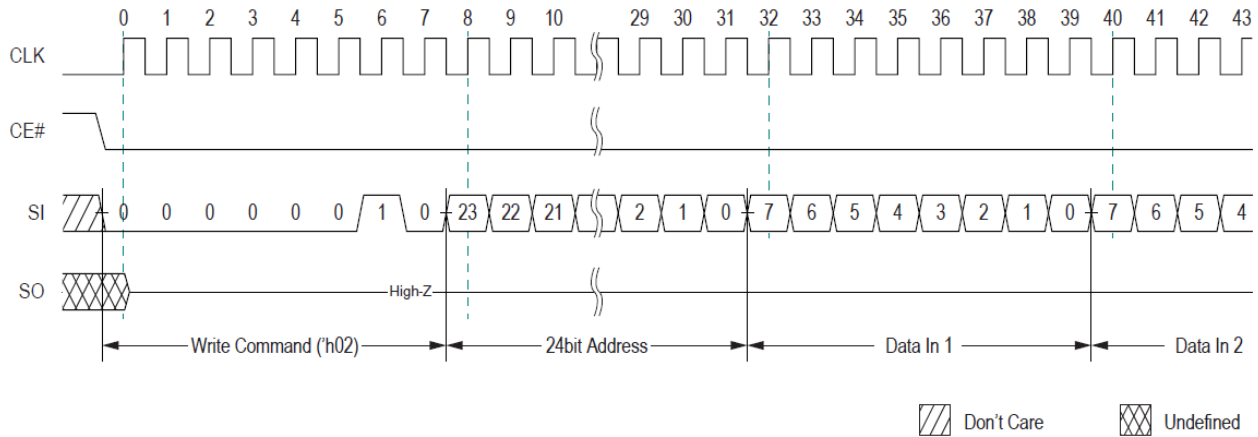 0 1 2 3 4 5 6 7 8 9 10 29 30 31 32 33 34 35 36 37 38 39 40 41 42 43
CLK
CE#
SI 0 0 0 0 0 0 1 0 23 22 21 2 1 0 7 6 5 4 3 2 1 0 7 6 5 4
SO High-Z
Write Command ('h02) 24bit Address Data In 1 Data In 2
Don't Care Undefined